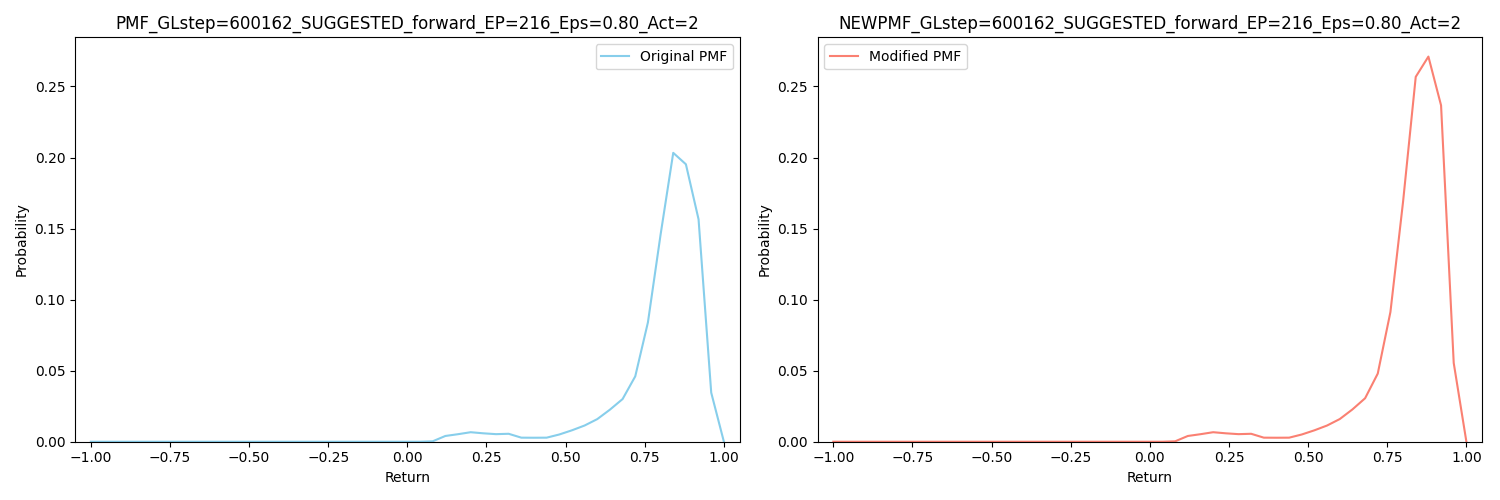 PMF_GLstep=600162_SUGGESTED_forward_EP=216_Eps=0.80_Act=2
Original PMF
0.25
0.20
0.15
0.10
0.05
0.00
Probability
−1.00 −0.75 −0.50 −0.25 0.00 0.25 0.50 0.75 1.00
Return
NEWPMF_GLstep=600162_SUGGESTED_forward_EP=216_Eps=0.80_Act=2
Modified PMF
0.25
0.20
0.15
0.10
0.05
0.00
Probability
−1.00 −0.75 −0.50 −0.25 0.00 0.25 0.50 0.75 1.00
Return